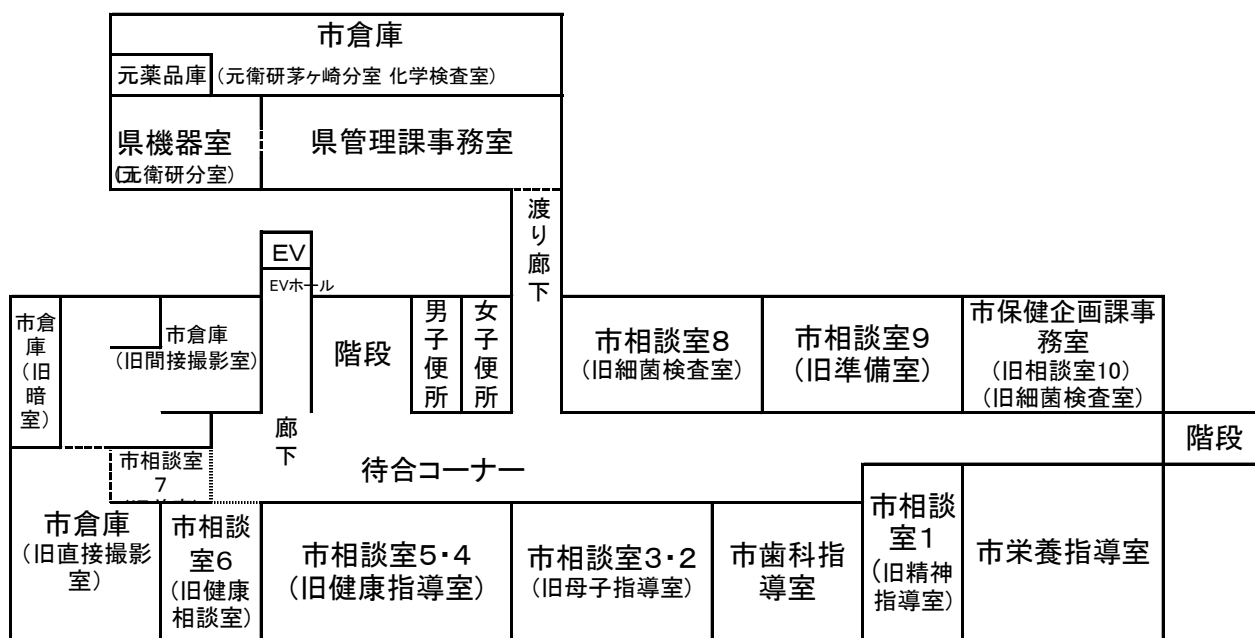 市倉庫
元薬品庫
(元衛研茅ヶ崎分室 化学検査室)
県機器室
(元衛研分室)
県管理課事務室
渡り廊下
EV
EVホール
市倉庫
(旧暗室)
市倉庫
(旧間接撮影室)
階段
男子便所
女子便所
市相談室8
(旧細菌検査室)
市相談室9
(旧準備室)
市保健企画課事
務室
(旧相談室10)
(旧細菌検査室)
廊下
待合コーナー
階段
市相談室
7
市倉庫
(旧直接撮影
室)
市相談
室6
(旧健康
相談室)
市相談室5・4
(旧健康指導室)
市相談室3・2
(旧母子指導室)
市歯科指
導室
市相談
室1
(旧精神
指導室)
市栄養指導室